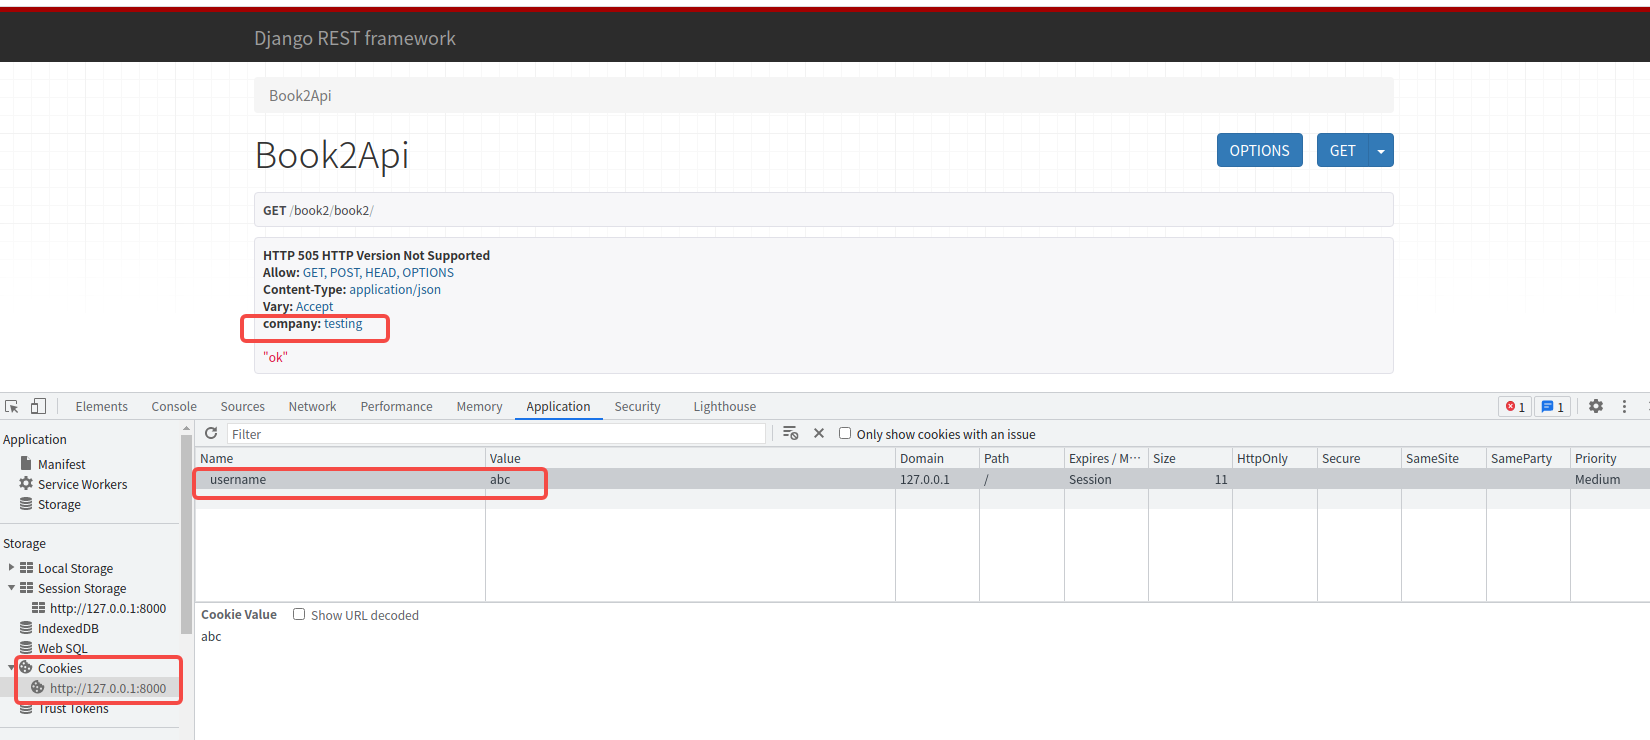 Django REST framework
Book2Api
Book2Api
OPTIONS
GET
GET /book2/book2/
HTTP 505 HTTP Version Not Supported
Allow: GET, POST, HEAD, OPTIONS
Content-Type: application/json
Vary: Accept
company: testing
"ok"
Elements Console Sources Network Performance Memory Application Security Lighthouse 1 1
Application
Manifest
Service Workers
Storage
Storage
Local Storage
Session Storage
http://127.0.0.1:8000
IndexedDB
Web SQL
Cookies
http://127.0.0.1:8000
Trust Tokens
Filter
Only show cookies with an issue
Name Value Domain Path Expires / M... Size HttpOnly Secure SameSite SameParty Priority
username abc 127.0.0.1 / Session 11 Medium
Cookie Value Show URL decoded
abc